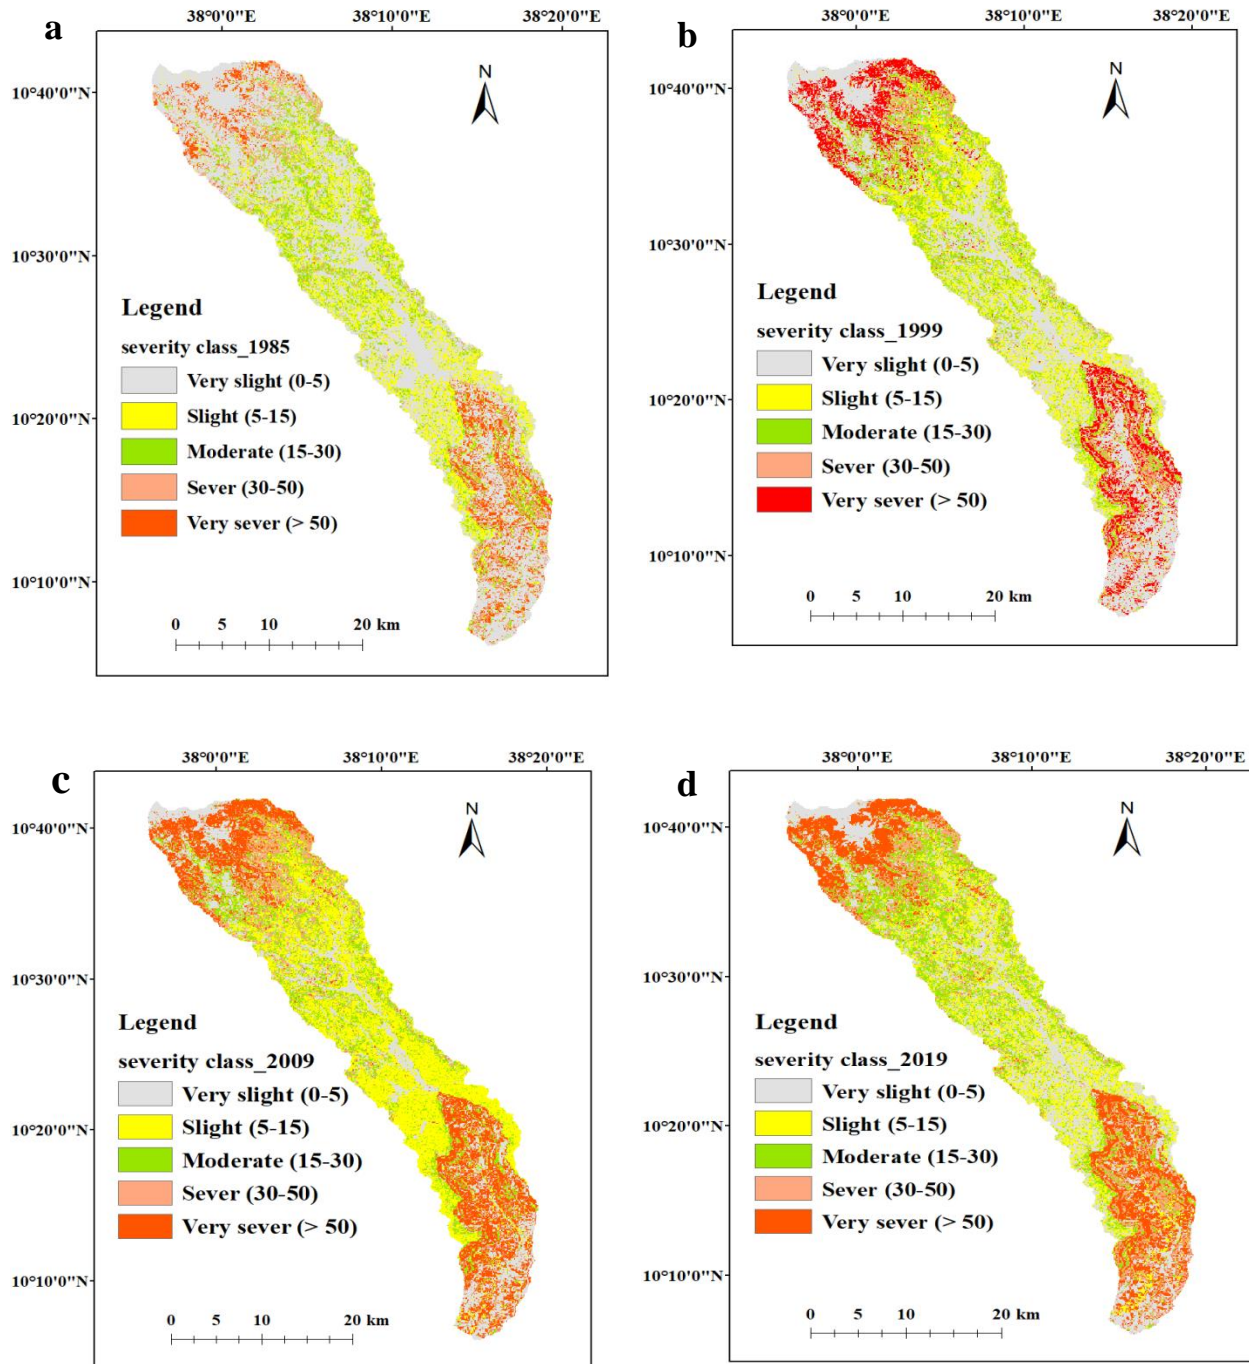 a
38°0'0"E 38°10'0"E 38°20'0"E
N
10°40'0"N
10°30'0"N
10°20'0"N
10°10'0"N
Legend
severity class_1985
Very slight (0-5)
Slight (5-15)
Moderate (15-30)
Sever (30-50)
Very sever (> 50)
0 5 10 20 km
b
38°0'0"E 38°10'0"E 38°20'0"E
N
10°40'0"N
10°30'0"N
10°20'0"N
10°10'0"N
Legend
severity class_1999
Very slight (0-5)
Slight (5-15)
Moderate (15-30)
Sever (30-50)
Very sever (> 50)
0 5 10 20 km
c
38°0'0"E 38°10'0"E 38°20'0"E
N
10°40'0"N
10°30'0"N
10°20'0"N
10°10'0"N
Legend
severity class_2009
Very slight (0-5)
Slight (5-15)
Moderate (15-30)
Sever (30-50)
Very sever (> 50)
0 5 10 20 km
d
38°0'0"E 38°10'0"E 38°20'0"E
N
10°40'0"N
10°30'0"N
10°20'0"N
10°10'0"N
Legend
severity class_2019
Very slight (0-5)
Slight (5-15)
Moderate (15-30)
Sever (30-50)
Very sever (> 50)
0 5 10 20 km